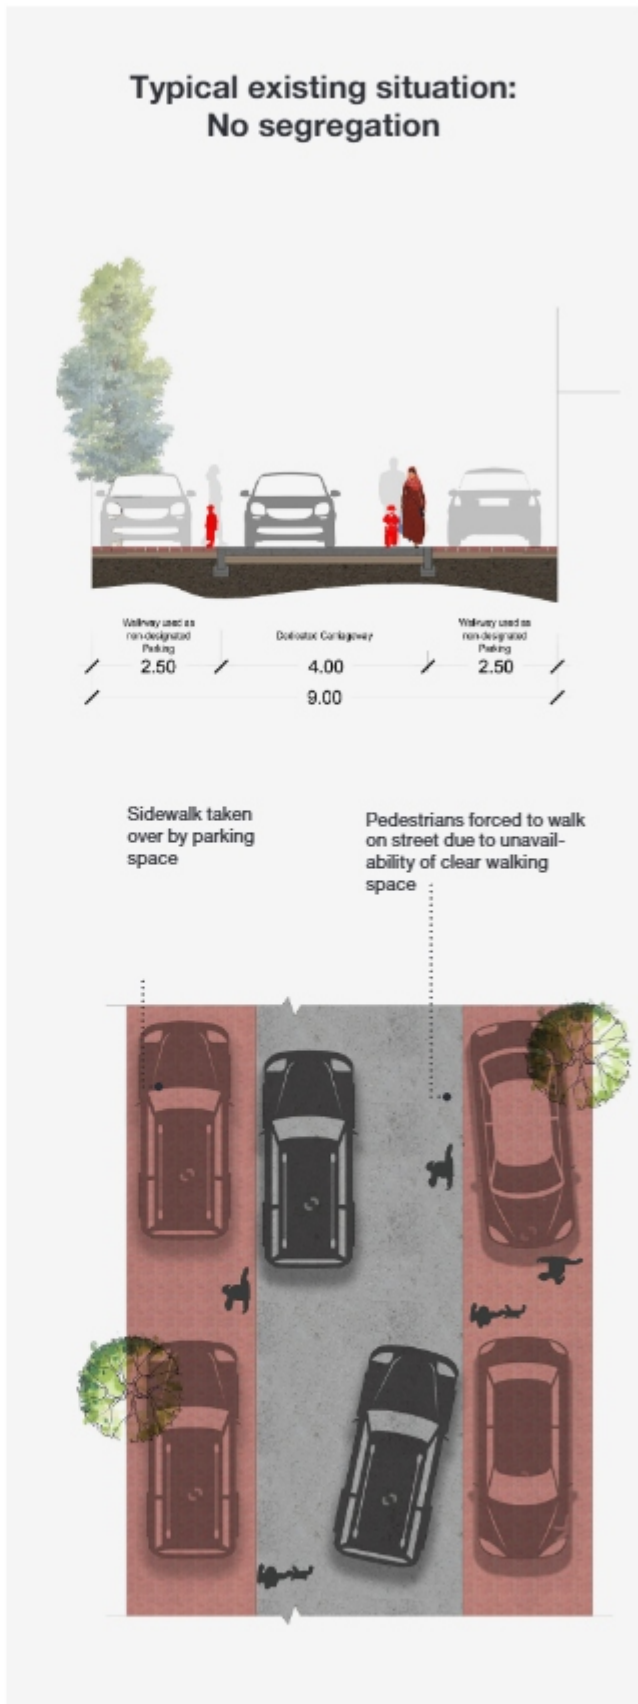 Typical existing situation:
No segregation
Walkway used as
non-designated
Parking
2.50
Dedicated Carriageway
4.00
Walkway used as
non-designated
Parking
2.50
9.00
Sidewalk taken
over by parking
space
Pedestrians forced to walk
on street due to unavail-
ability of clear walking
space